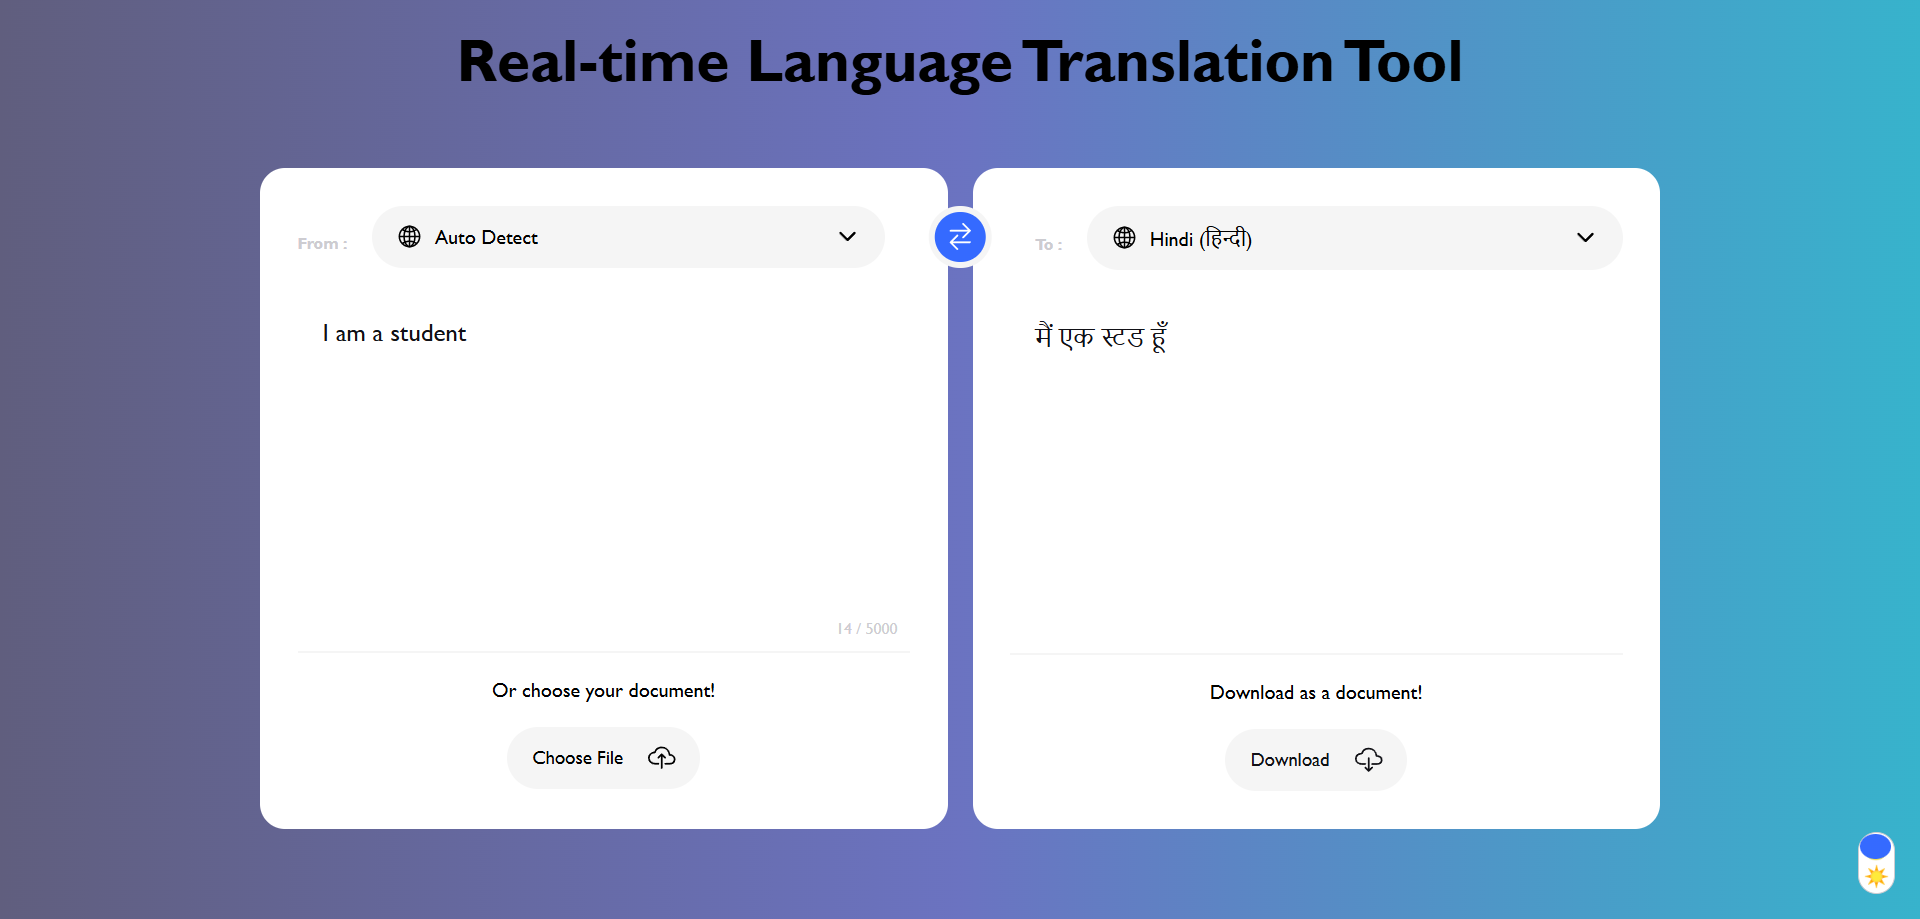 Real-time Language Translation Tool
From :
Auto Detect
To :
Hindi (हिन्दी)
I am a student
मैं एक स्टड हूँ
14 / 5000
Or choose your document!
Download as a document!
Choose File
Download